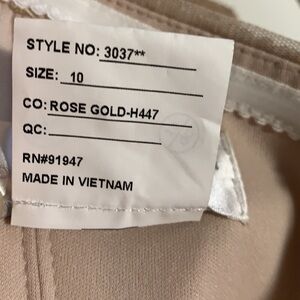 STYLE NO: 3037**
SIZE: 10
CO: ROSE GOLD-H447
QC:
RN#91947
MADE IN VIETNAM